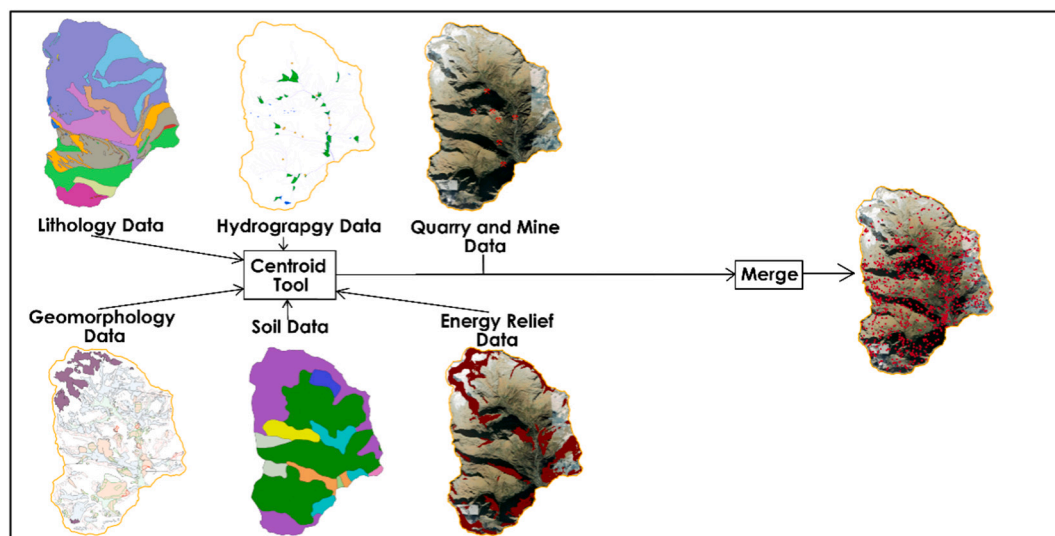 Lithology Data
Hydrograpgy Data
Quarry and Mine
Data
Centroid
Tool
Merge
Geomorphology
Data
Soil Data
Energy Relief
Data